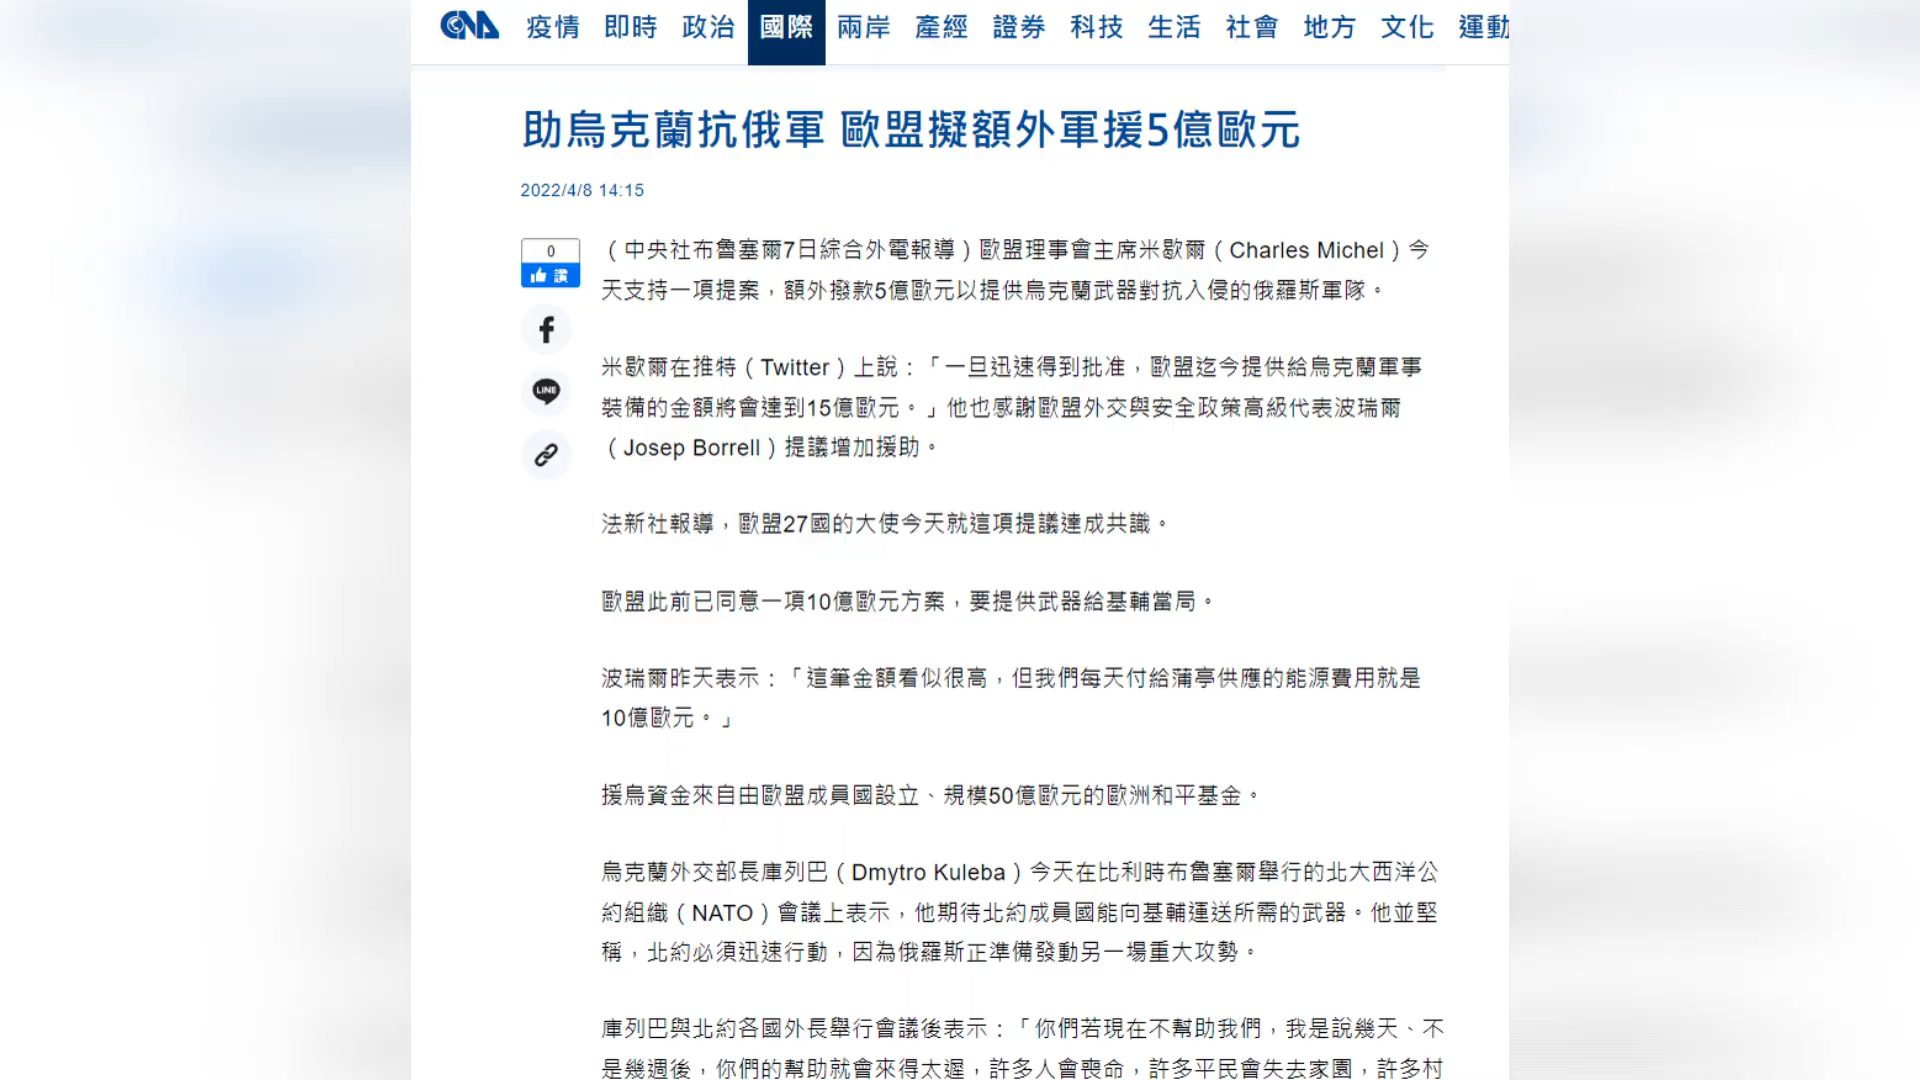 CNA 疫情 即時 政治 國際 兩岸 產經 證券 科技 生活 社會 地方 文化 運動
助烏克蘭抗俄軍 歐盟擬額外軍援5億歐元
2022/4/8 14:15
0
讚
LINE
（中央社布魯塞爾7日綜合外電報導）歐盟理事會主席米歇爾（Charles Michel）今
天支持一項提案，額外撥款5億歐元以提供烏克蘭武器對抗入侵的俄羅斯軍隊。
米歇爾在推特（Twitter）上說：「一旦迅速得到批准，歐盟迄今提供給烏克蘭軍事
裝備的金額將會達到15億歐元。」他也感謝歐盟外交與安全政策高級代表波瑞爾
（Josep Borrell）提議增加援助。
法新社報導，歐盟27國的大使今天就這項提議達成共識。
歐盟此前已同意一項10億歐元方案，要提供武器給基輔當局。
波瑞爾昨天表示：「這筆金額看似很高，但我們每天付給蒲亭供應的能源費用就是
10億歐元。」
援烏資金來自由歐盟成員國設立、規模50億歐元的歐洲和平基金。
烏克蘭外交部長庫列巴（Dmytro Kuleba）今天在比利時布魯塞爾舉行的北大西洋公
約組織（NATO）會議上表示，他期待北約成員國能向基輔運送所需的武器。他並堅
稱，北約必須迅速行動，因為俄羅斯正準備發動另一場重大攻勢。
庫列巴與北約各國外長舉行會議後表示：「你們若現在不幫助我們，我是說幾天、不
是幾週後，你們的幫助就會來得太遲，許多人會喪命，許多平民會失去家園，許多村